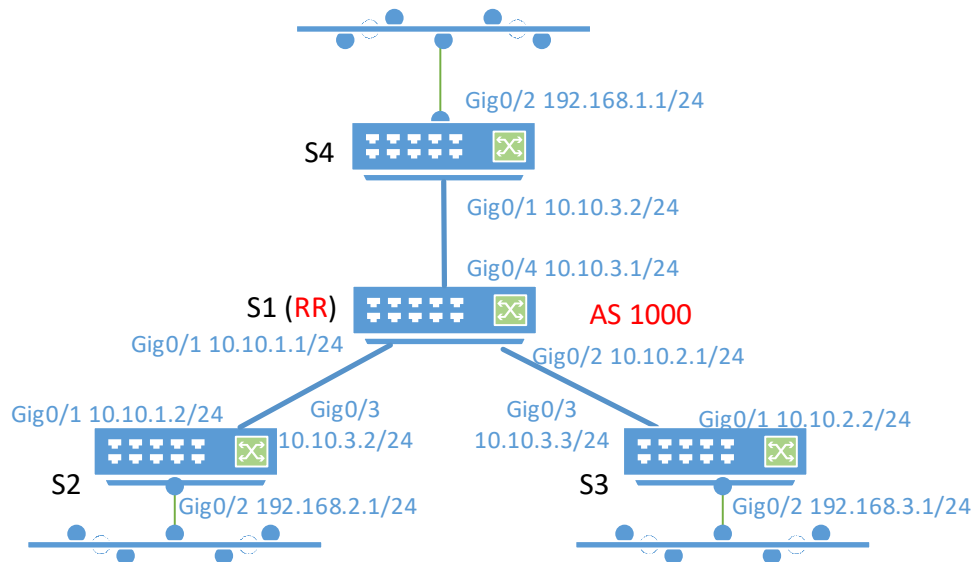 Gig0/2 192.168.1.1/24
S4
Gig0/1 10.10.3.2/24
Gig0/4 10.10.3.1/24
S1 (RR)
AS 1000
Gig0/1 10.10.1.1/24
Gig0/2 10.10.2.1/24
Gig0/1 10.10.1.2/24
Gig0/3
10.10.3.2/24
Gig0/3
10.10.3.3/24
Gig0/1 10.10.2.2/24
S2
Gig0/2 192.168.2.1/24
S3
Gig0/2 192.168.3.1/24